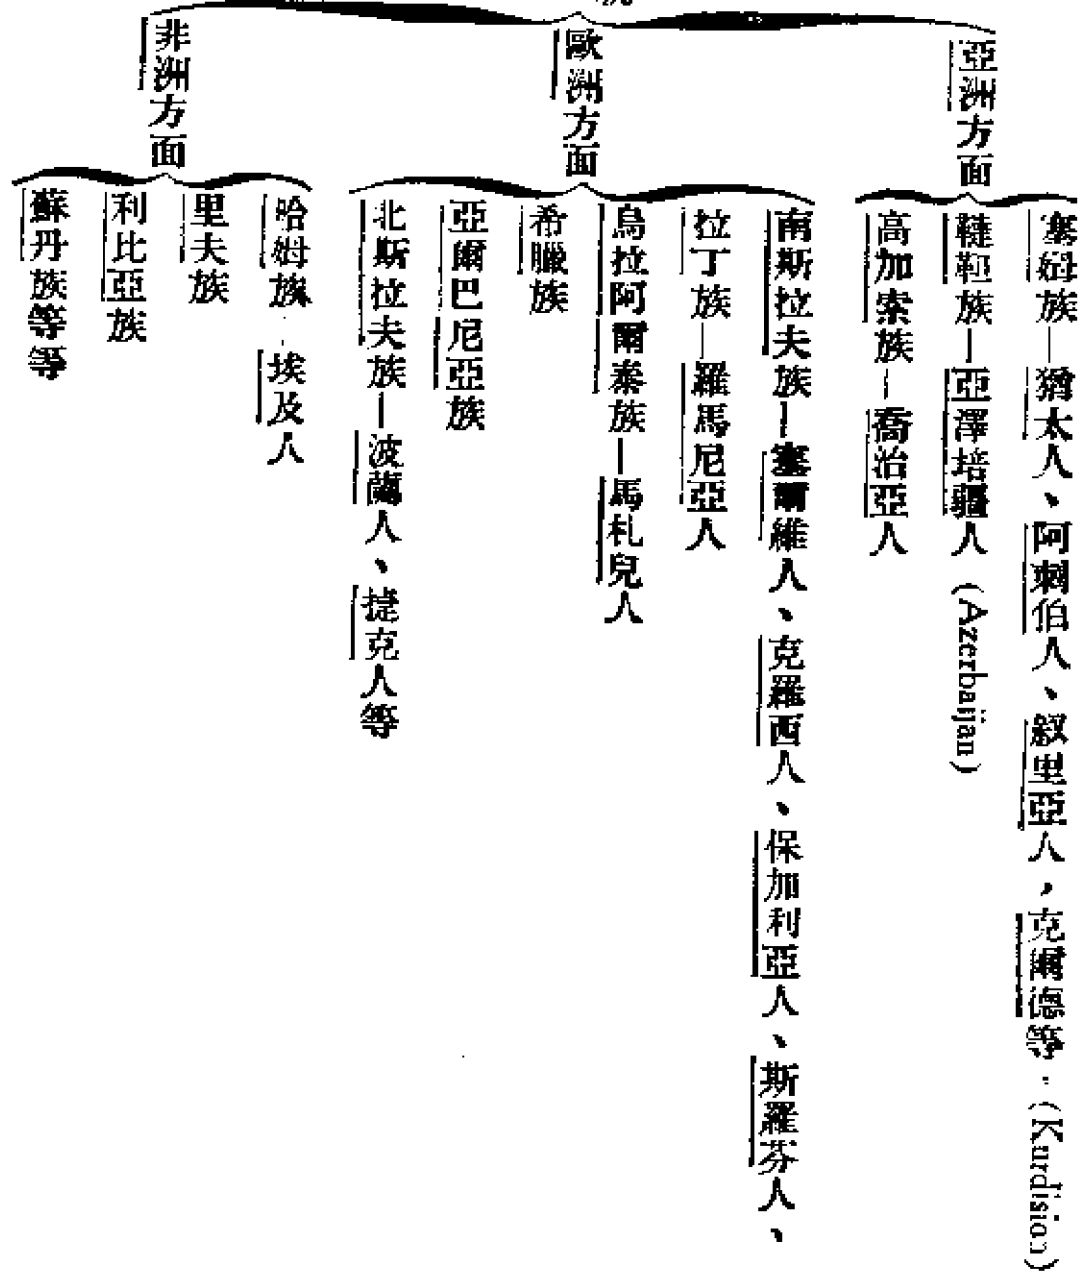 亞洲方面
塞姆族—猶太人、阿剌伯人、叙里亞人，克爾德等·(Kurdision)
韃靼族—亞澤培疆人(Azerbaijan)
高加索族—喬治亞人
歐洲方面
南斯拉夫族—塞爾維人、克羅西人、保加利亞人、斯羅芬人、
拉丁族—羅馬尼亞人
烏拉阿爾泰族—馬札兒人
希臘族
亞爾巴尼亞族
北斯拉夫族—波蘭人、捷克人等
非洲方面
哈姆族·埃及人
里夫族
利比亞族
蘇丹族等等